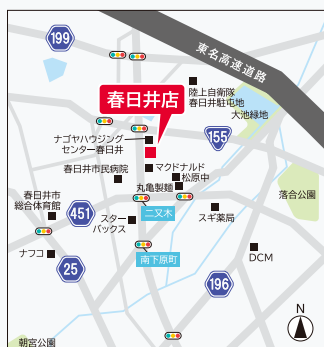 199
東名高速道路
陸上自衛隊
春日井駐屯地
大池緑地
春日井店
ナゴヤハウジング
センター春日井
155
マクドナルド
春日井市民病院
松原中
丸亀製麺
落合公園
春日井市
総合体育館
451
二又木
スター
バックス
スギ薬局
ナフコ
25
南下原町
DCM
196
N
朝宮公園